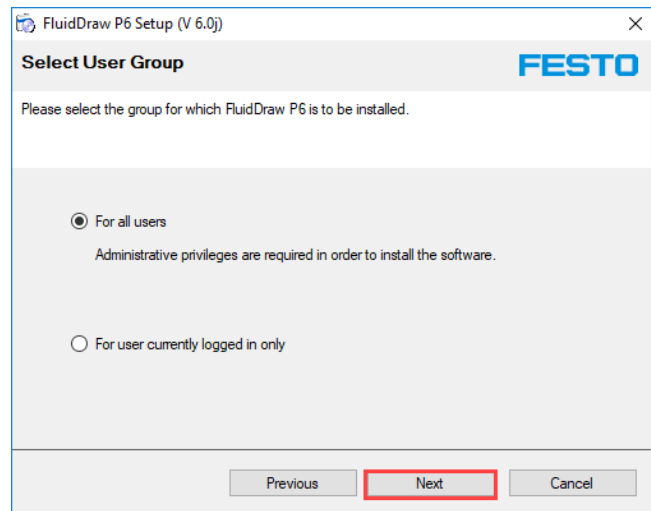 FluidDraw P6 Setup (V 6.0j)
Select User Group
FESTO
Please select the group for which FluidDraw P6 is to be installed.
For all users
Administrative privileges are required in order to install the software.
For user currently logged in only
Previous
Next
Cancel